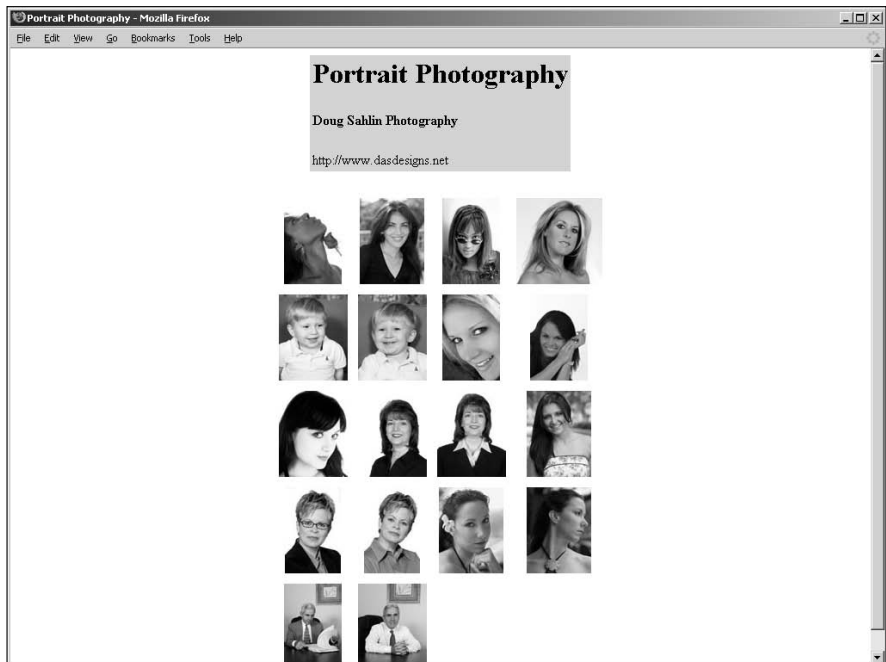 Portrait Photography - Mozilla Firefox
File Edit View Go Bookmarks Tools Help
Portrait Photography
Doug Sahlin Photography
http://www.dasdesigns.net